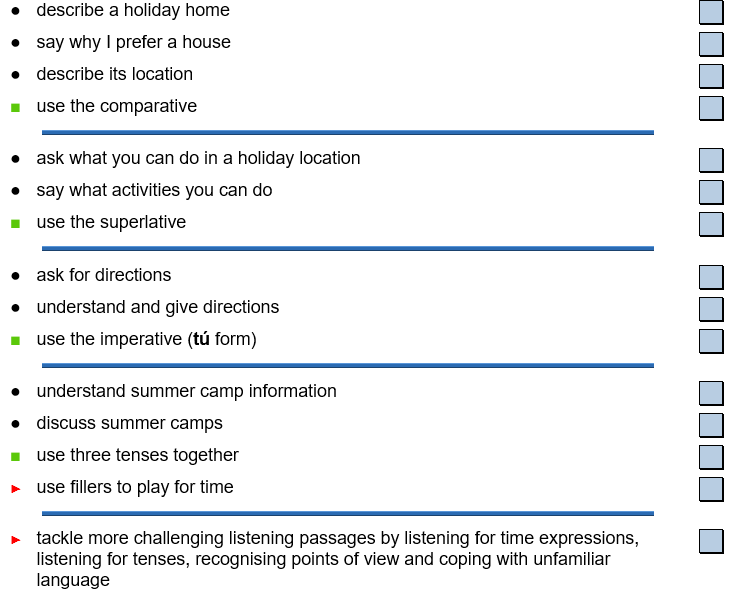 describe a holiday home
say why I prefer a house
describe its location
use the comparative
ask what you can do in a holiday location
say what activities you can do
use the superlative
ask for directions
understand and give directions
use the imperative (tú form)
understand summer camp information
discuss summer camps
use three tenses together
use fillers to play for time
tackle more challenging listening passages by listening for time expressions,
listening for tenses, recognising points of view and coping with unfamiliar
language